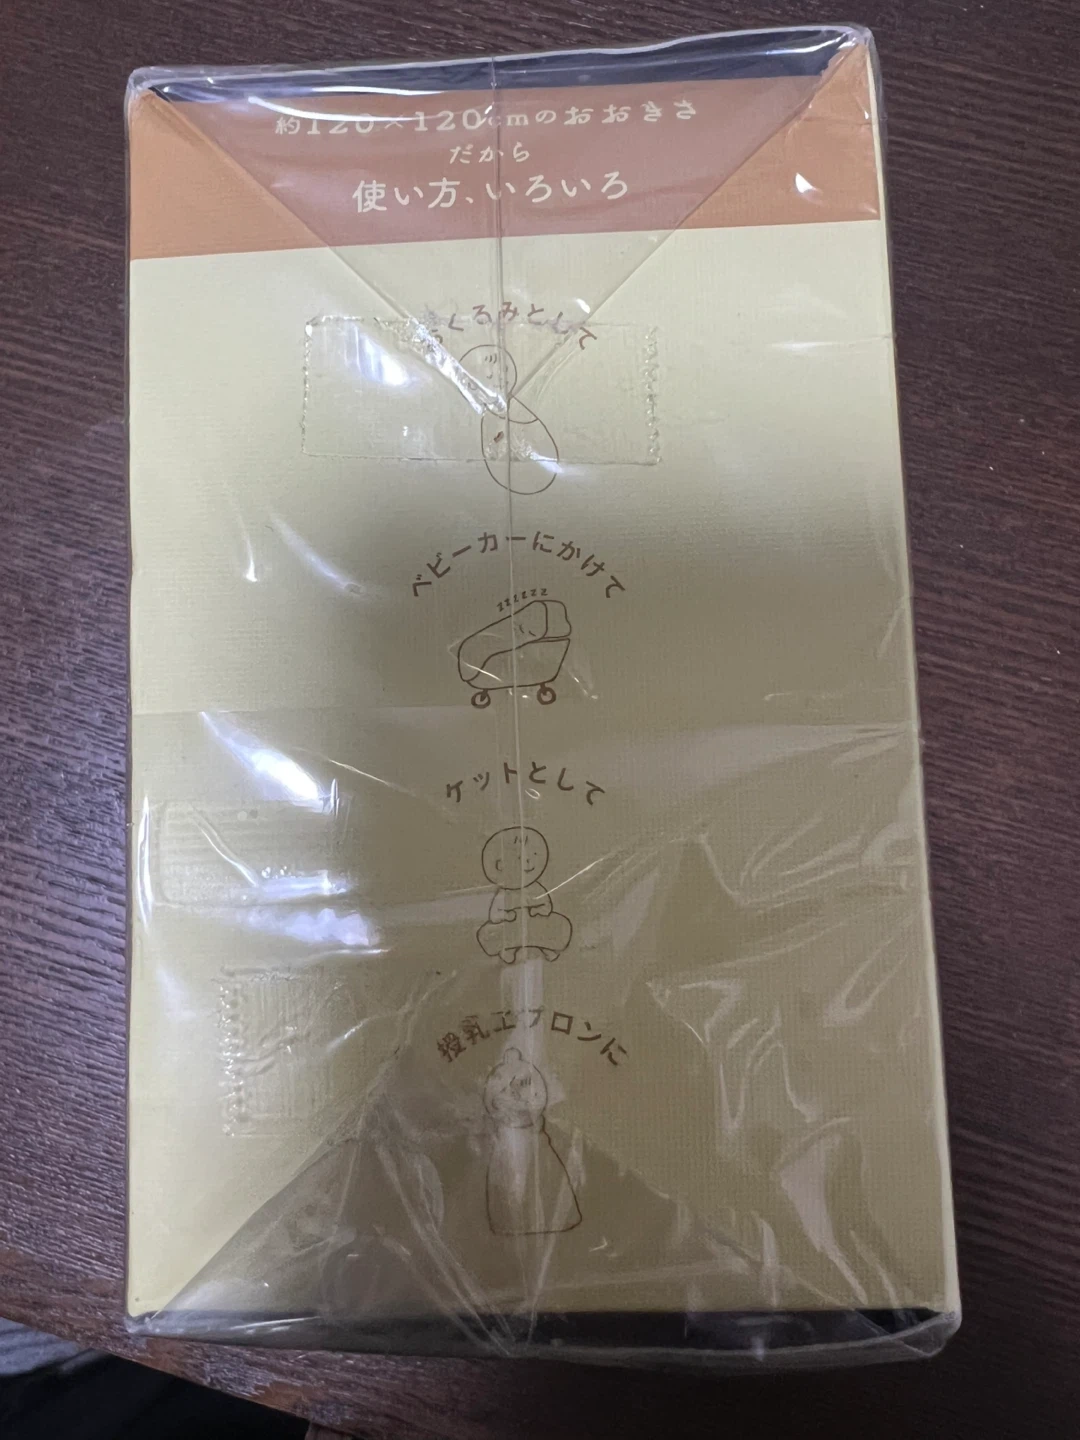 約120×120cmのおおきさ
だから
使い方、いろいろ
おくるみとして
ベビーカーにかけて
zzzzzz
ケットとして
授乳エプロンに